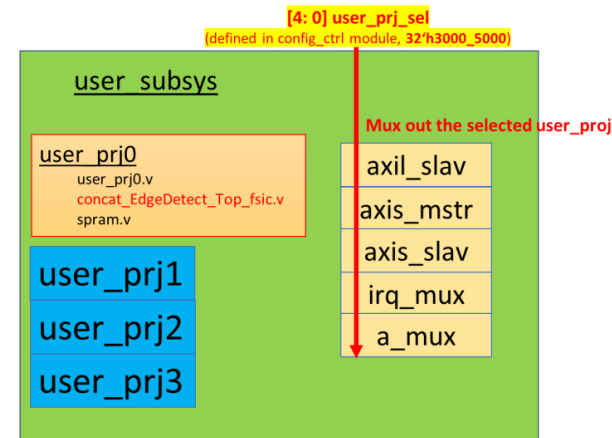 [4: 0] user_prj_sel
(defined in config_ctrl module, 32‘h3000_5000)
user_subsys
Mux out the selected user_proj
user_prj0
user_prj0.v
concat_EdgeDetect_Top_fsic.v
spram.v
user_prj1
user_prj2
user_prj3
axil_slav
axis_mstr
axis_slav
irq_mux
a_mux